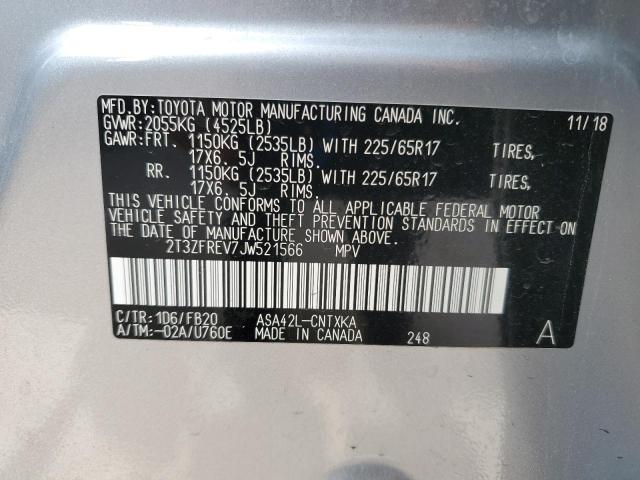 MFD.BY:TOYOTA MOTOR MANUFACTURING CANADA INC.
GVWR:2055KG (4525LB) 11/18
GAWR:FRT. 1150KG (2535LB) WITH 225/65R17 TIRES,
17X6.5J RIMS.
RR. 1150KG (2535LB) WITH 225/65R17 TIRES,
17X6.5J RIMS.
THIS VEHICLE CONFORMS TO ALL APPLICABLE FEDERAL MOTOR
VEHICLE SAFETY AND THEFT PREVENTION STANDARDS IN EFFECT ON
THE DATE OF MANUFACTURE SHOWN ABOVE.
2T3ZFREV7JW521566 MPV
C/TR:1D6/FB20 ASA42L-CNTXKA
A/TM:-02A/U760E MADE IN CANADA 248 A